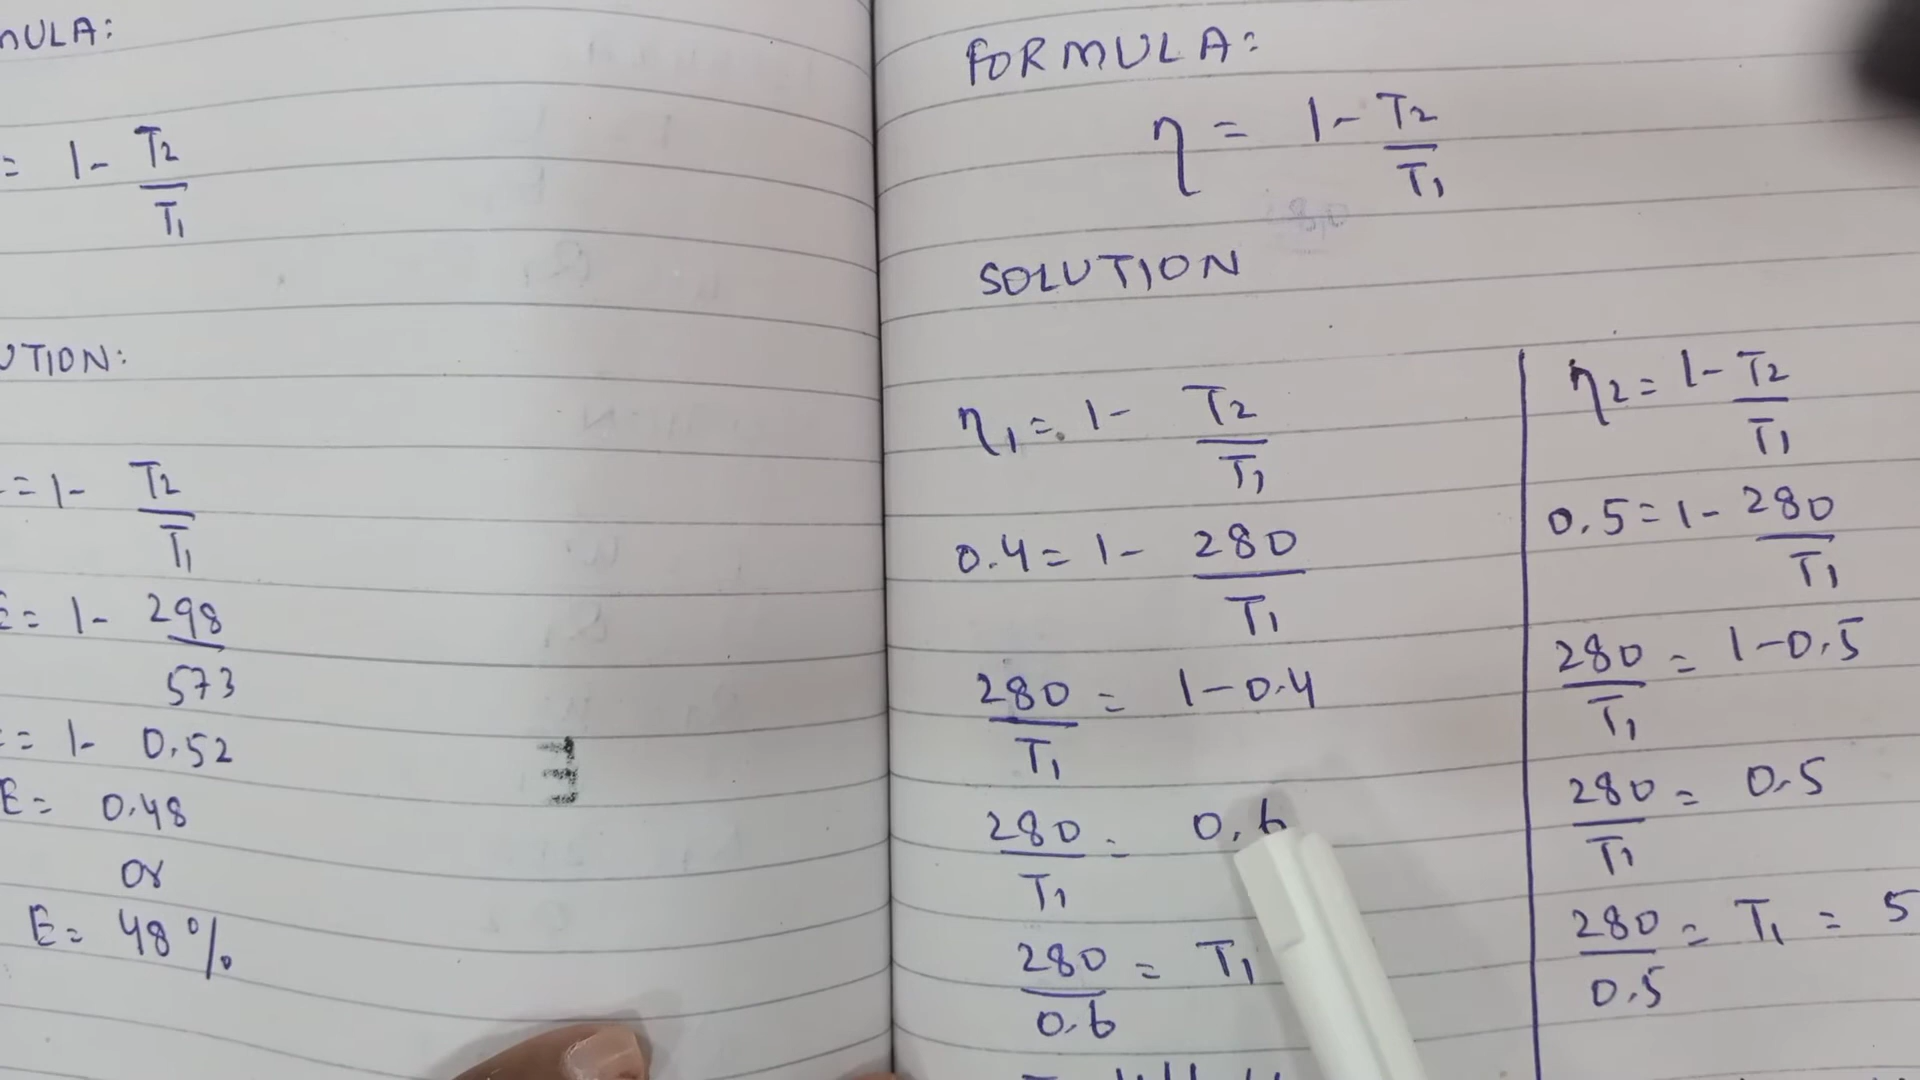 MULA:
= 1 - T2
T1
UTION:
= 1 - T2
T1
E = 1 - 298
573
= 1 - 0.52
E = 0.48
or
E = 48 %
FORMULA:
η = 1 - T2
T1
SOLUTION
η1 = 1 - T2
T1
0.4 = 1 - 280
T1
280 = 1 - 0.4
T1
280 = 0.6
T1
280 = T1
0.6
η2 = 1 - T2
T1
0.5 = 1 - 280
T1
280 = 1 - 0.5
T1
280 = 0.5
T1
280 = T1 = 5
0.5